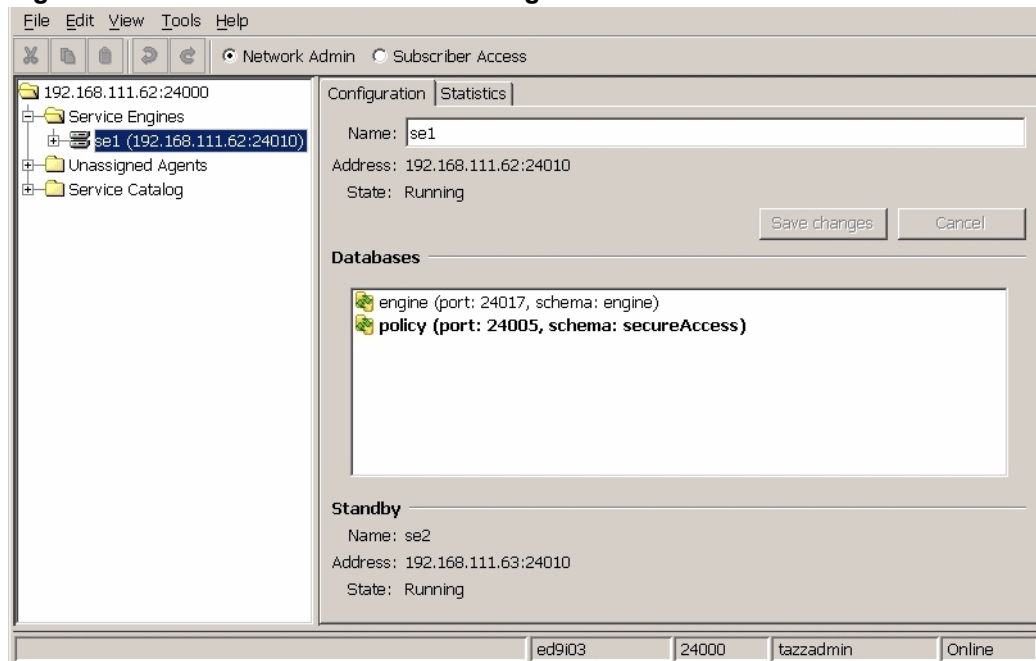 File Edit View Tools Help
Network Admin Subscriber Access
192.168.111.62:24000
Service Engines
se1 (192.168.111.62:24010)
Unassigned Agents
Service Catalog
Configuration Statistics
Name: se1
Address: 192.168.111.62:24010
State: Running
Save changes Cancel
Databases
engine (port: 24017, schema: engine)
policy (port: 24005, schema: secureAccess)
Standby
Name: se2
Address: 192.168.111.63:24010
State: Running
ed9i03 24000 tazzadmin Online